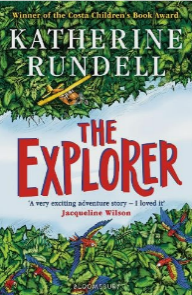 Winner of the Costa Children's Book Award
KATHERINE
RUNDELL
THE
EXPLORER
'A very exciting adventure story – I loved it'
Jacqueline Wilson
BLOOMSBURY